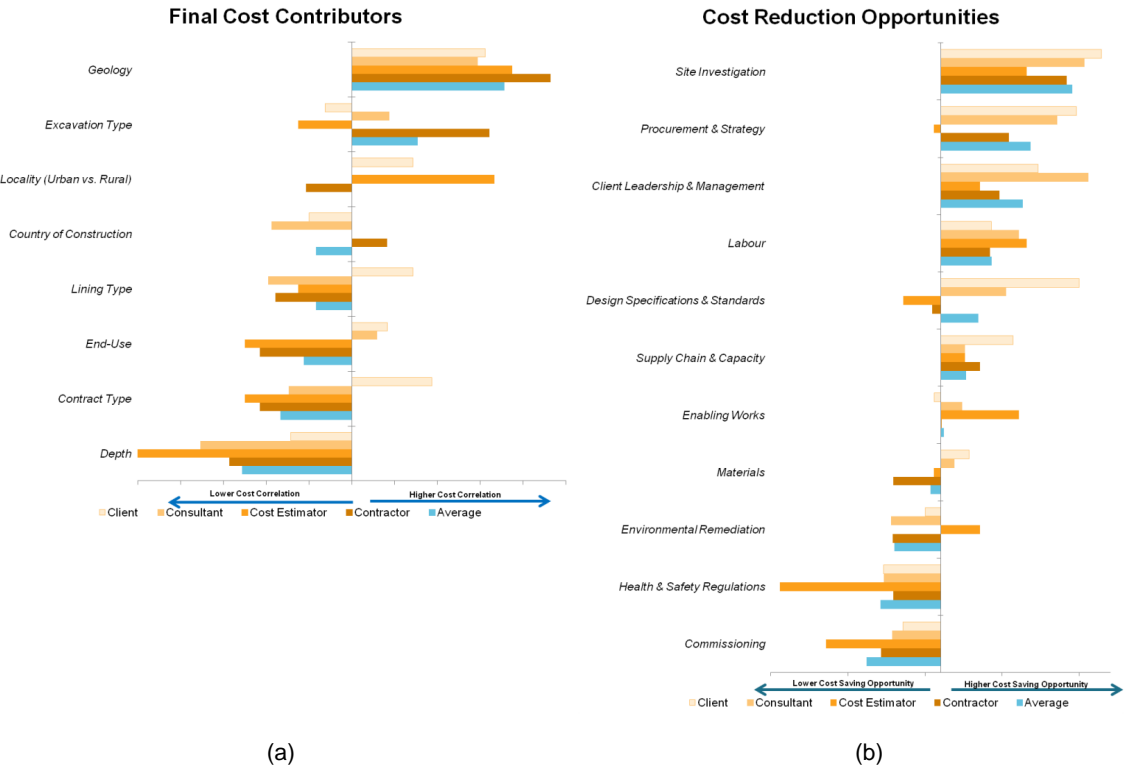 Final Cost Contributors
Geology
Excavation Type
Locality (Urban vs. Rural)
Country of Construction
Lining Type
End-Use
Contract Type
Depth
Lower Cost Correlation
Higher Cost Correlation
Client Consultant Cost Estimator Contractor Average
(a)
Cost Reduction Opportunities
Site Investigation
Procurement & Strategy
Client Leadership & Management
Labour
Design Specifications & Standards
Supply Chain & Capacity
Enabling Works
Materials
Environmental Remediation
Health & Safety Regulations
Commissioning
Lower Cost Saving Opportunity
Higher Cost Saving Opportunity
Client Consultant Cost Estimator Contractor Average
(b)